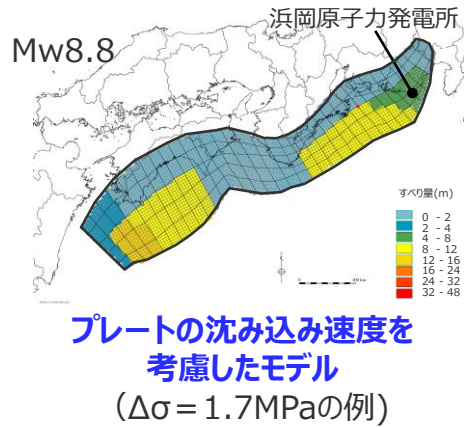 浜岡原子力発電所
Mw8.8
すべり量(m)
0 - 2
2 - 4
4 - 8
8 - 12
12 - 16
16 - 24
24 - 32
32 - 48
プレートの沈み込み速度を
考慮したモデル
（Δσ＝1.7MPaの例)